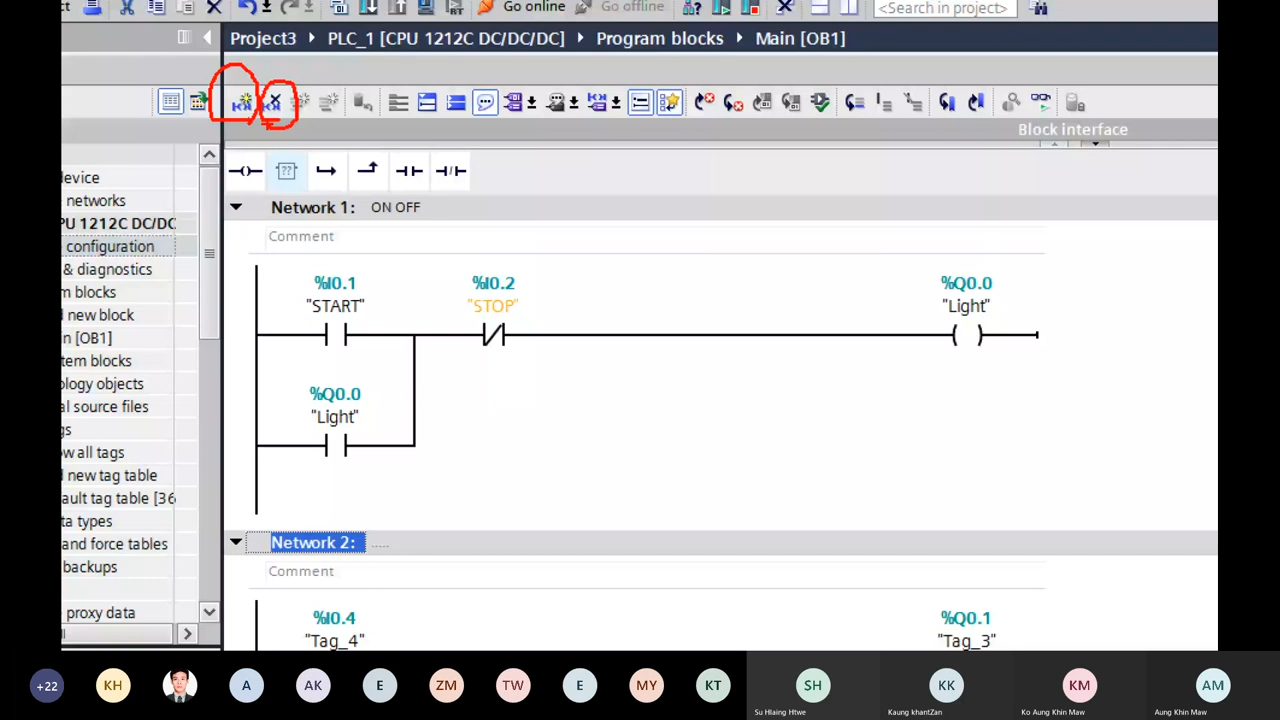 Go online
Go offline
<Search in project>
Project3 PLC_1 [CPU 1212C DC/DC/DC] Program blocks Main [OB1]
Block interface
device
networks
PU 1212C DC/DC
configuration
& diagnostics
m blocks
d new block
in [OB1]
tem blocks
ology objects
al source files
gs
ow all tags
d new tag table
ault tag table [36
ta types
and force tables
backups
proxy data
??
Network 1: ON OFF
Comment
%I0.1 %I0.2 %Q0.0
"START" "STOP" "Light"
%Q0.0
"Light"
Network 2: .....
Comment
%I0.4 %Q0.1
"Tag_4" "Tag_3"
+22 KH A AK E ZM TW E MY KT SH KK KM AM
Su Hlaing Htwe Kaung khantZan Ko Aung Khin Maw Aung Khin Maw